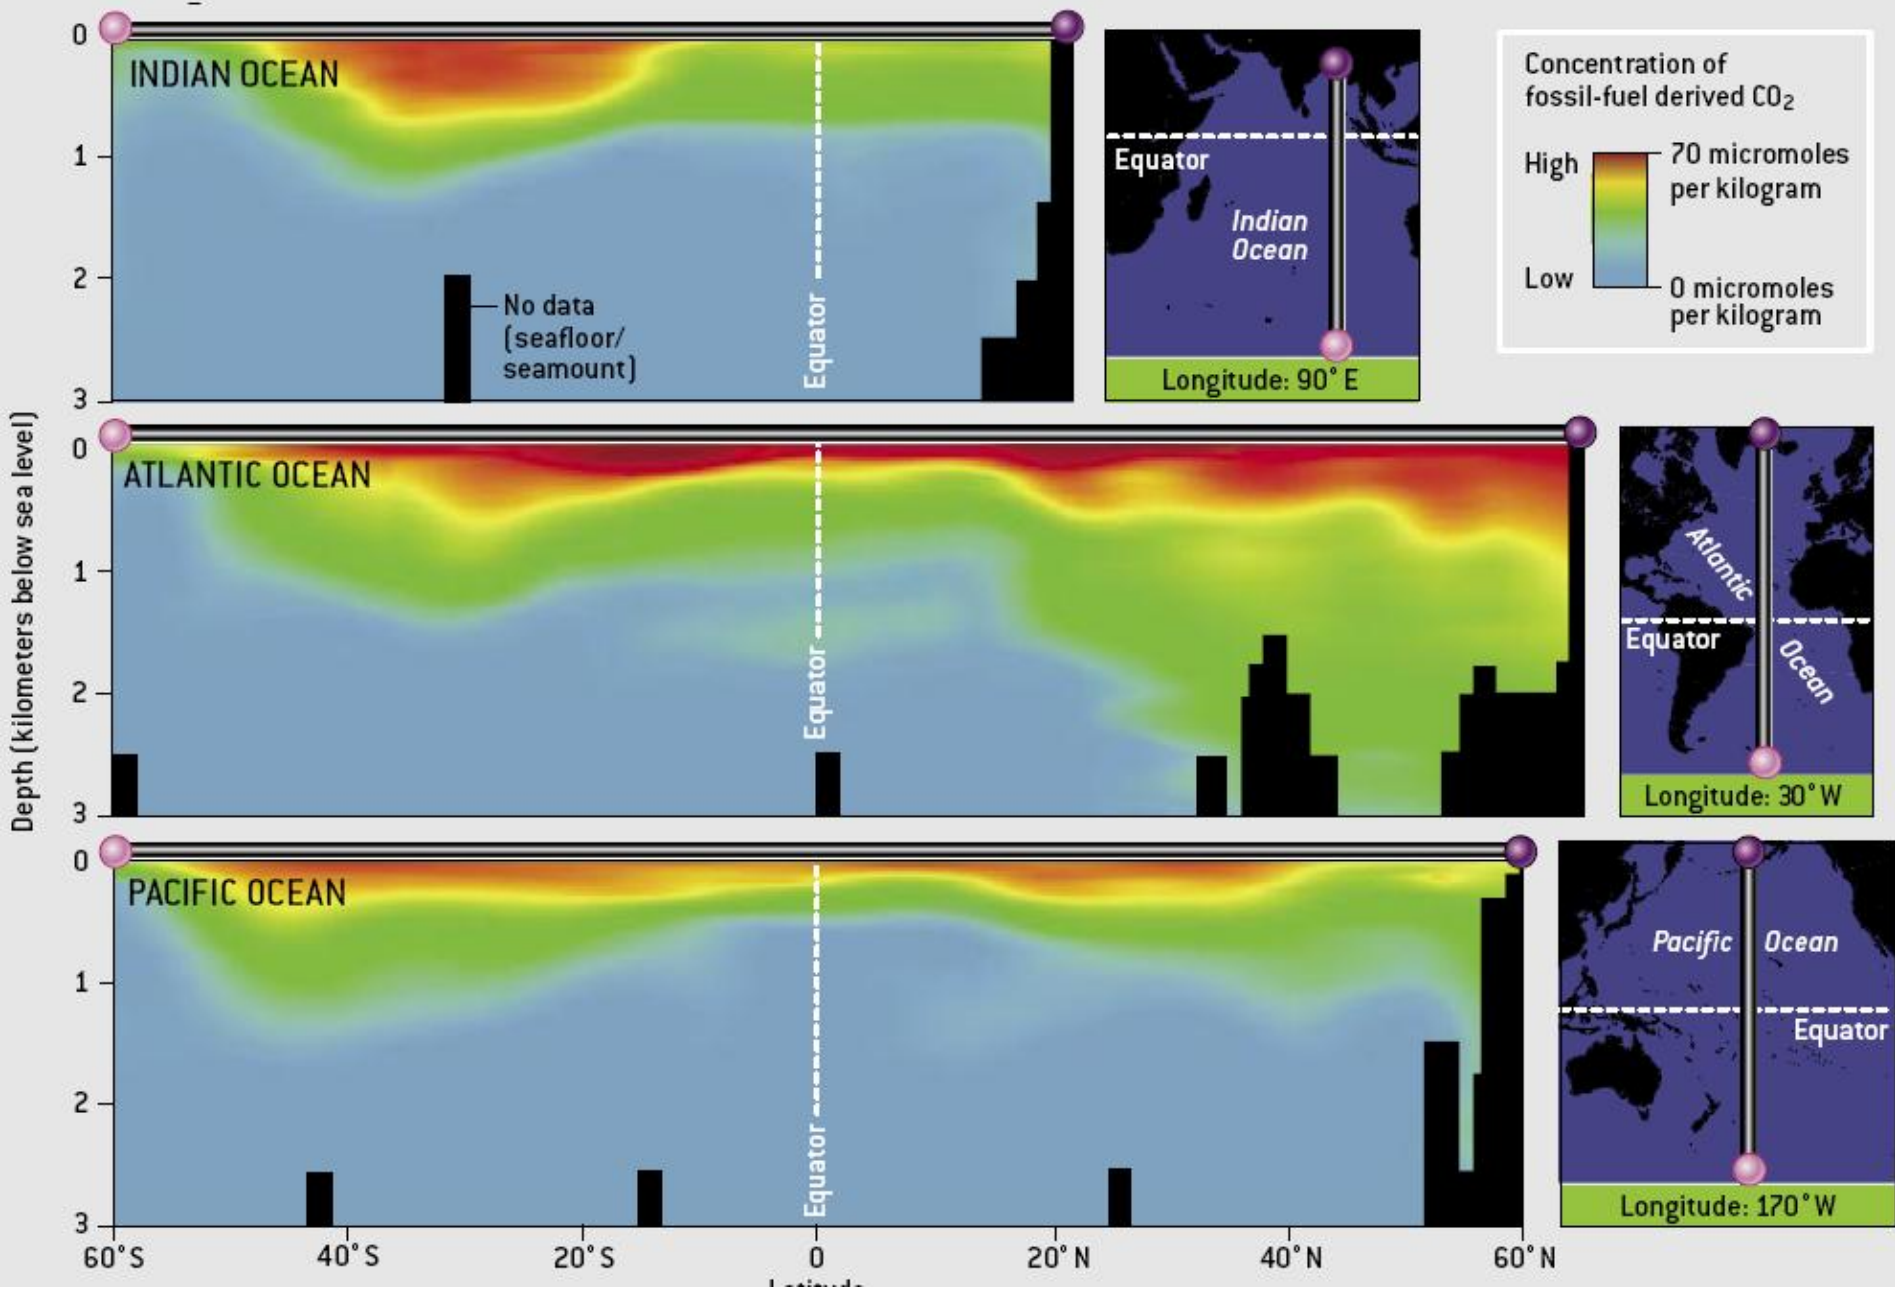 0
1
2
3
INDIAN OCEAN
No data
(seafloor/
seamount)
Equator
Equator
Indian
Ocean
Longitude: 90° E
Concentration of
fossil-fuel derived CO₂
High
Low
70 micromoles
per kilogram
0 micromoles
per kilogram
Depth (kilometers below sea level)
0
1
2
3
ATLANTIC OCEAN
Equator
Atlantic
Ocean
Equator
Longitude: 30° W
0
1
2
3
PACIFIC OCEAN
Equator
Pacific Ocean
Equator
Longitude: 170° W
60°S 40°S 20°S 0 20°N 40°N 60°N
Latitude